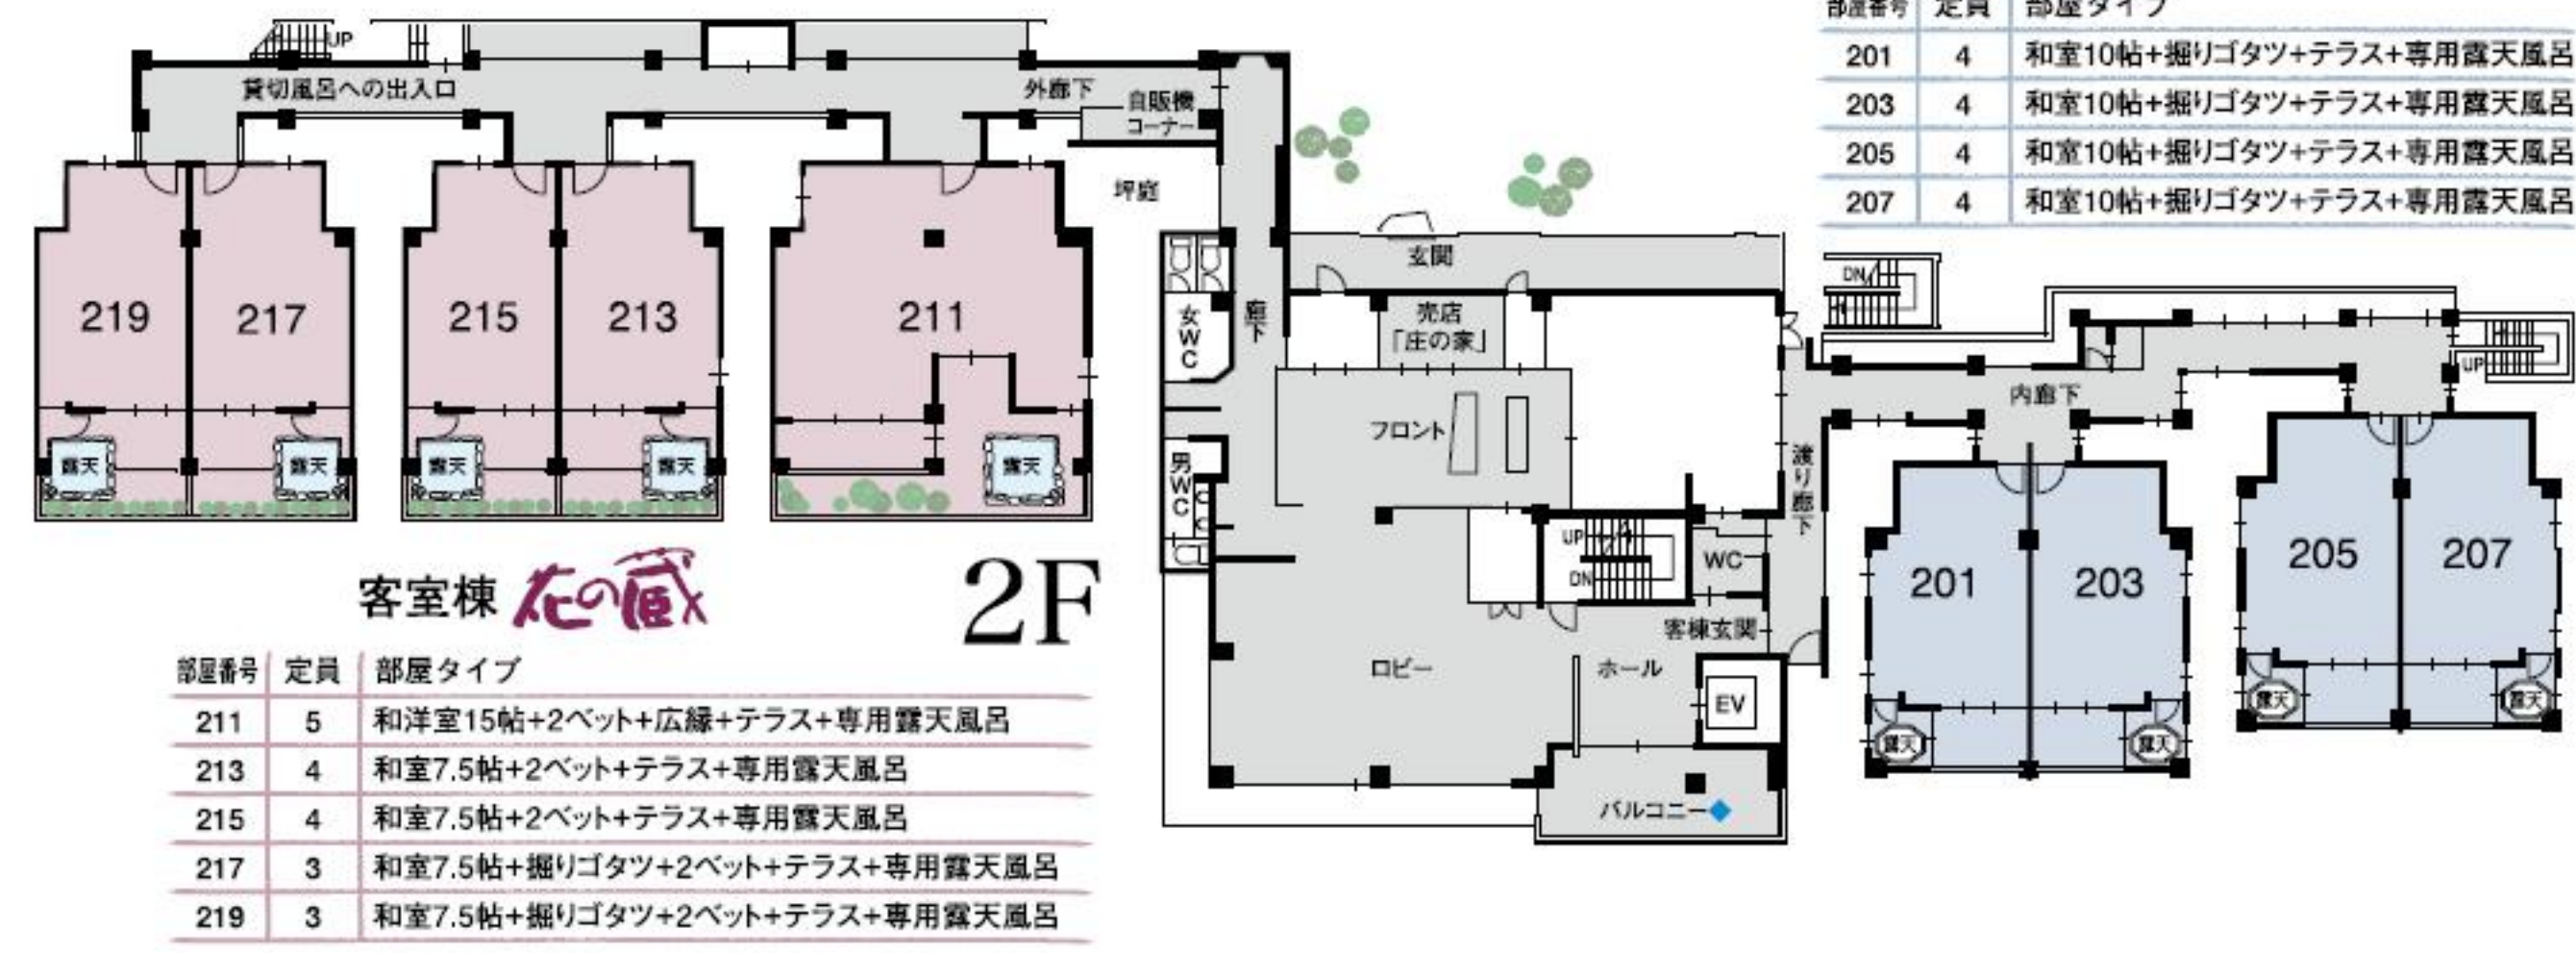 部屋番号 定員 部屋タイプ
201 4 和室10帖+掘りゴタツ+テラス+専用露天風呂
203 4 和室10帖+掘りゴタツ+テラス+専用露天風呂
205 4 和室10帖+掘りゴタツ+テラス+専用露天風呂
207 4 和室10帖+掘りゴタツ+テラス+専用露天風呂
UP
貸切風呂への出入口
外廊下
自販機
コーナー
坪庭
219
217
215
213
211
露天
露天
露天
露天
露天
女WC
男WC
廊下
玄関
売店
「庄の家」
フロント
UP
DN
WC
渡り廊下
客棟玄関
ロビー
ホール
EV
バルコニー
DN
内廊下
UP
201
203
205
207
露天
露天
露天
露天
客室棟 花の蔵
2F
部屋番号 定員 部屋タイプ
211 5 和洋室15帖+2ベット+広縁+テラス+専用露天風呂
213 4 和室7.5帖+2ベット+テラス+専用露天風呂
215 4 和室7.5帖+2ベット+テラス+専用露天風呂
217 3 和室7.5帖+掘りゴタツ+2ベット+テラス+専用露天風呂
219 3 和室7.5帖+掘りゴタツ+2ベット+テラス+専用露天風呂